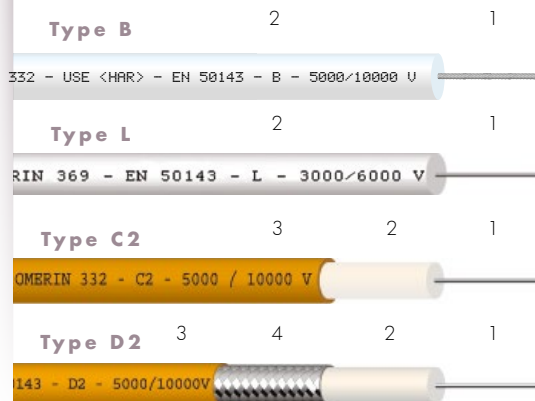 Type B 2 1
332 - USE <HAR> - EN 50143 - B - 5000/10000 V
Type L 2 1
RIN 369 - EN 50143 - L - 3000/6000 V
Type C2 3 2 1
OMERIN 332 - C2 - 5000 / 10000 V
Type D2 3 4 2 1
143 - D2 - 5000/10000V